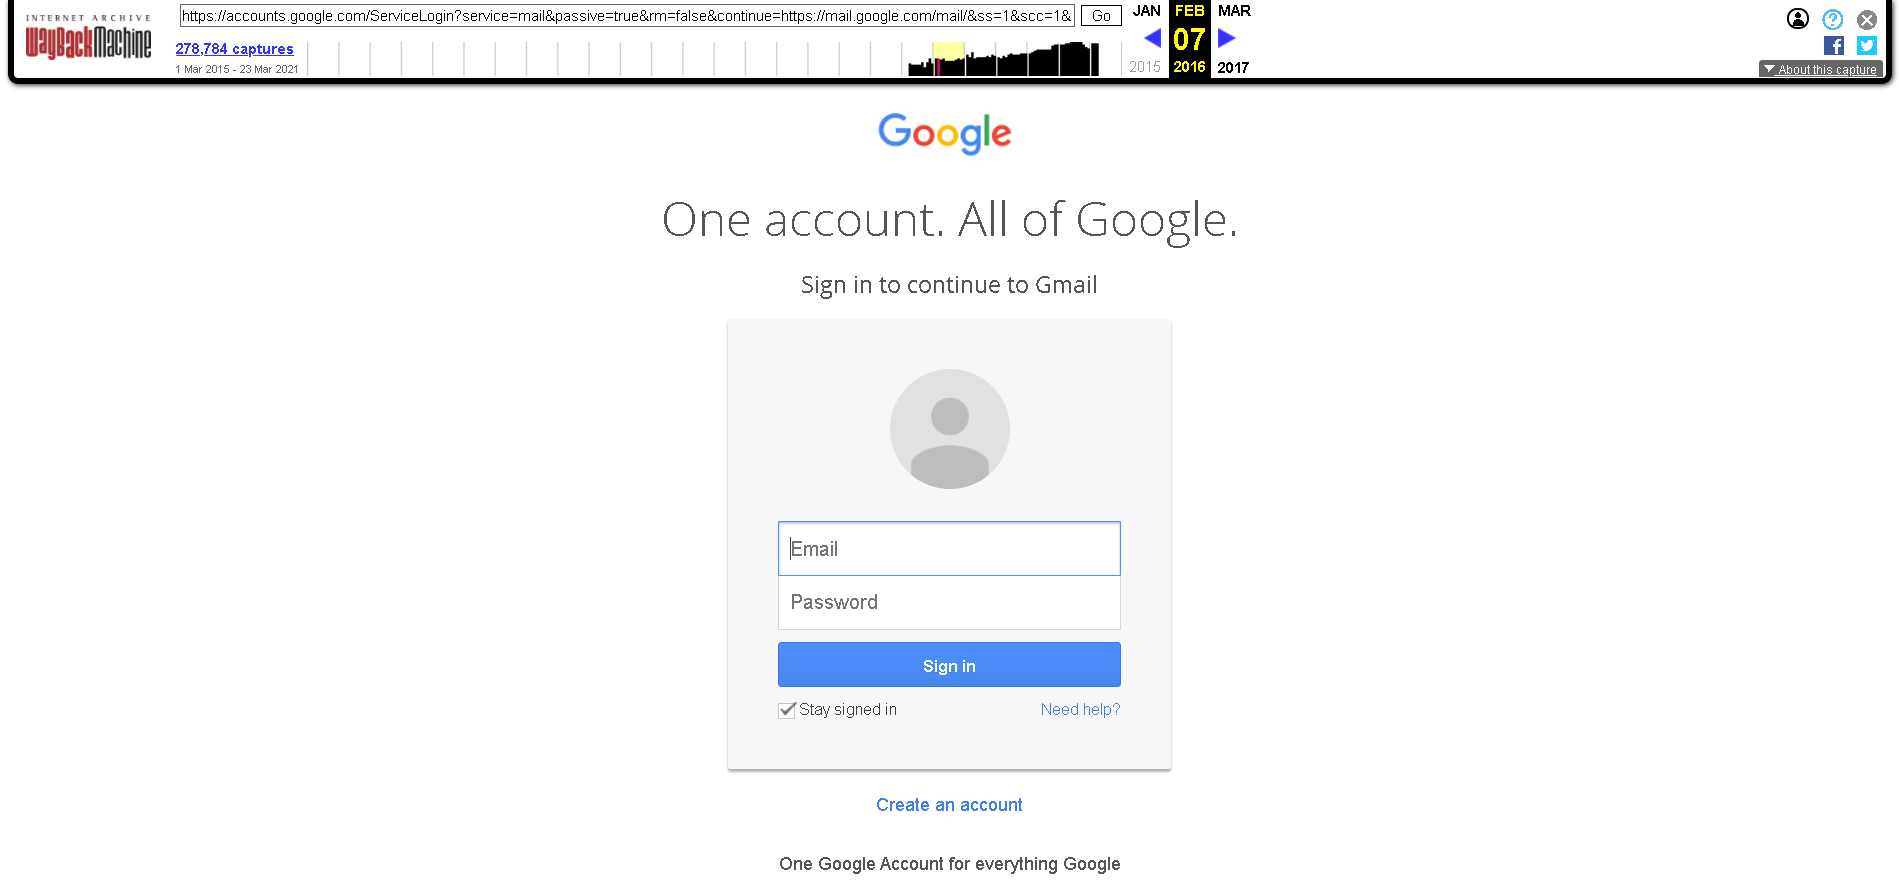 INTERNET ARCHIVE
WayBackMachine
https://accounts.google.com/ServiceLogin?service=mail&passive=true&rm=false&continue=https://mail.google.com/mail/&ss=1&scc=1&
Go
278,784 captures
1 Mar 2015 - 23 Mar 2021
JAN FEB MAR
07
2015 2016 2017
About this capture
Google
One account. All of Google.
Sign in to continue to Gmail
Email
Password
Sign in
Stay signed in
Need help?
Create an account
One Google Account for everything Google